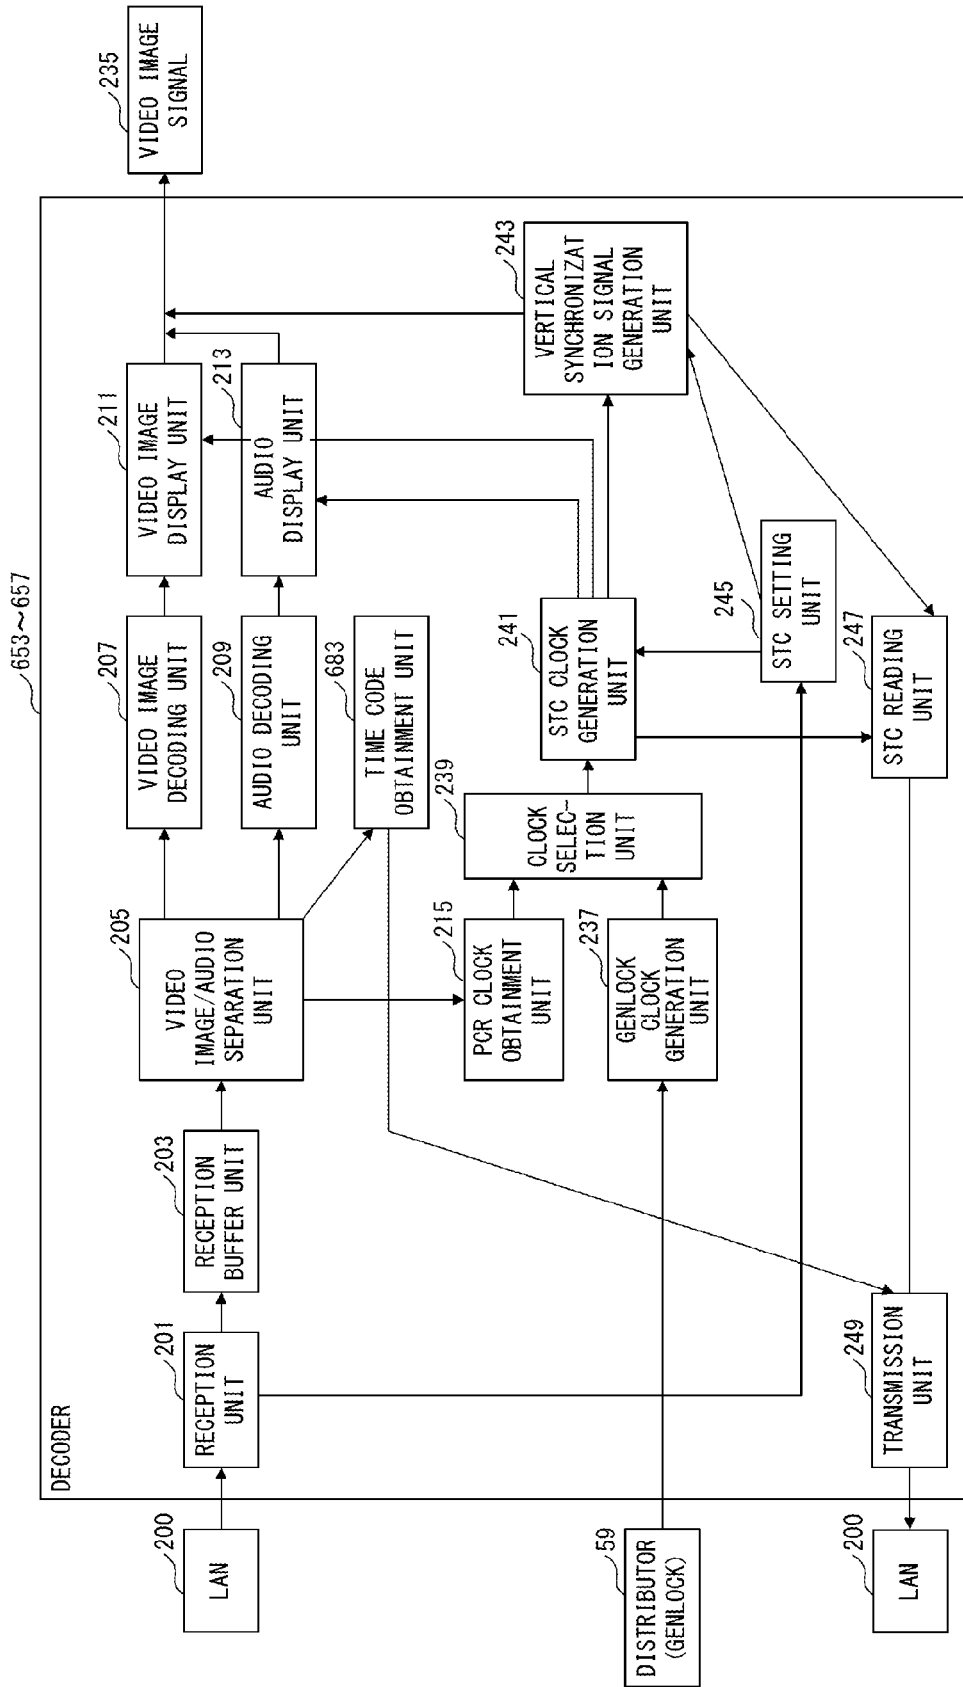 DECODER
653~657
200
LAN
201
RECEPTION
UNIT
203
RECEPTION
BUFFER UNIT
205
VIDEO
IMAGE/AUDIO
SEPARATION
UNIT
207
VIDEO IMAGE
DECODING UNIT
211
VIDEO IMAGE
DISPLAY UNIT
235
VIDEO IMAGE
SIGNAL
209
AUDIO DECODING
UNIT
213
AUDIO
DISPLAY UNIT
683
TIME CODE
OBTAINMENT UNIT
215
PCR CLOCK
OBTAINMENT
UNIT
59
DISTRIBUTOR
(GENLOCK)
237
GENLOCK
CLOCK
GENERATION
UNIT
239
CLOCK
SELEC-
TION
UNIT
241
STC CLOCK
GENERATION
UNIT
243
VERTICAL
SYNCHRONIZAT
ION SIGNAL
GENERATION
UNIT
245
STC SETTING
UNIT
247
STC READING
UNIT
249
TRANSMISSION
UNIT
200
LAN